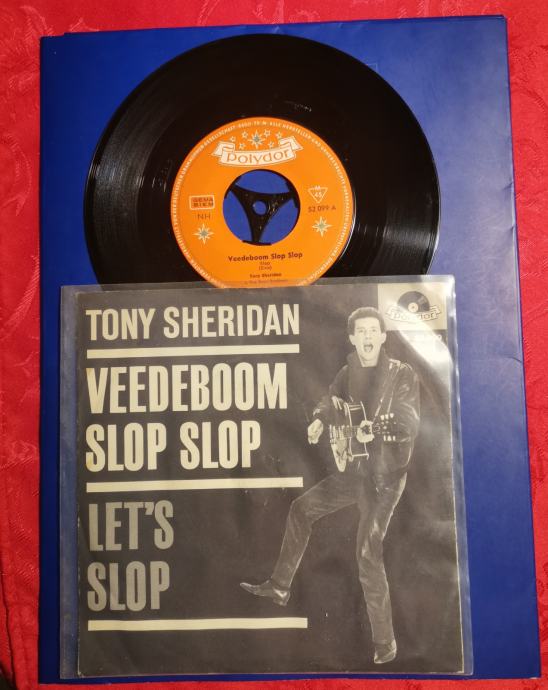 Polydor
GEMA
BIEM
NH
M
45
52 099 A
Veedeboom Slop Slop
Slop
Tony Sheridan
TONY SHERIDAN
VEEDEBOOM
SLOP SLOP
LET'S
SLOP
Polydor